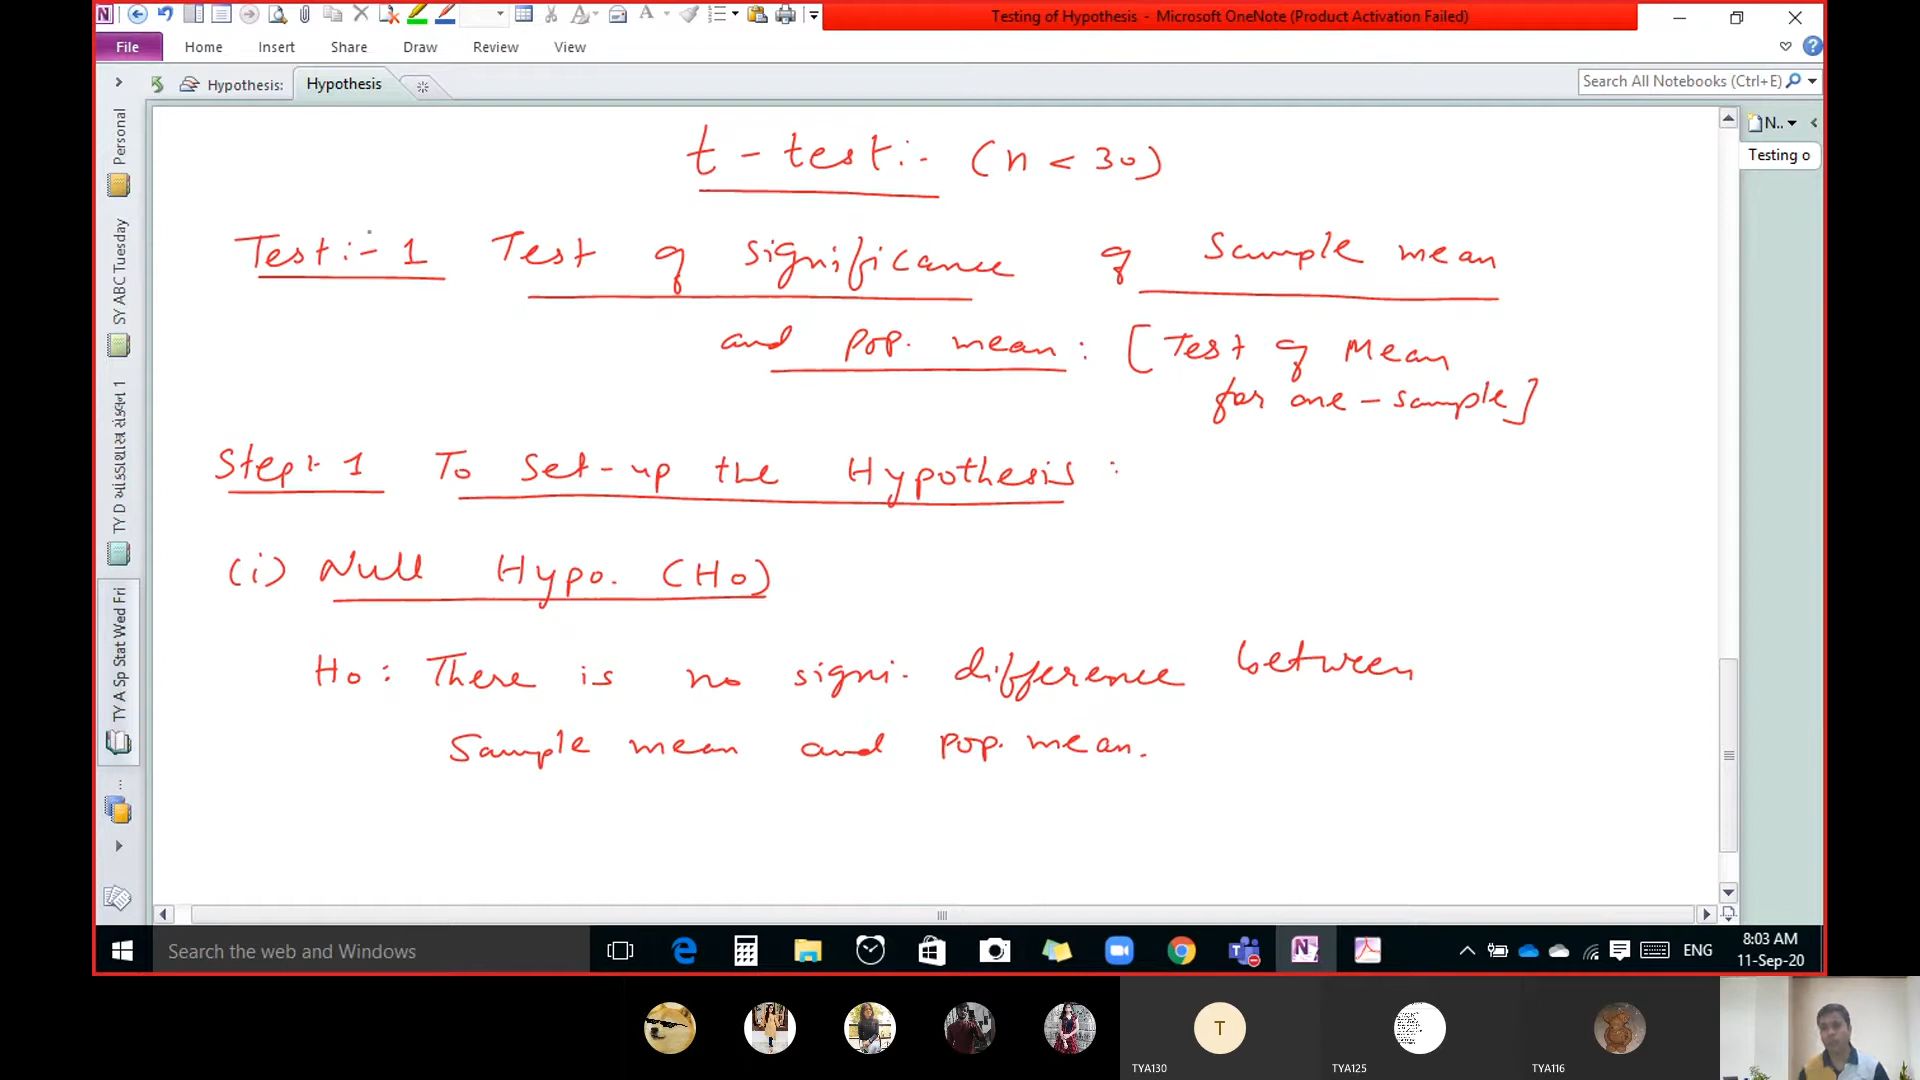 Testing of Hypothesis - Microsoft OneNote (Product Activation Failed)
File Home Insert Share Draw Review View
Hypothesis: Hypothesis
Search All Notebooks (Ctrl+E)
N..
Testing o
Personal
SY ABC Tuesday
TY A Sp Stat Wed Fri
t - test:- (n < 30)
Test:- 1 Test of significance of Sample mean
and pop. mean : [Test of Mean
for one - sample]
Step:- 1 To Set-up the Hypothesis :
(i) Null Hypo. (Ho)
Ho : There is no signi. difference between
Sample mean and pop. mean.
Search the web and Windows
ENG
8:03 AM
11-Sep-20
T
TYA130
TYA125
TYA116